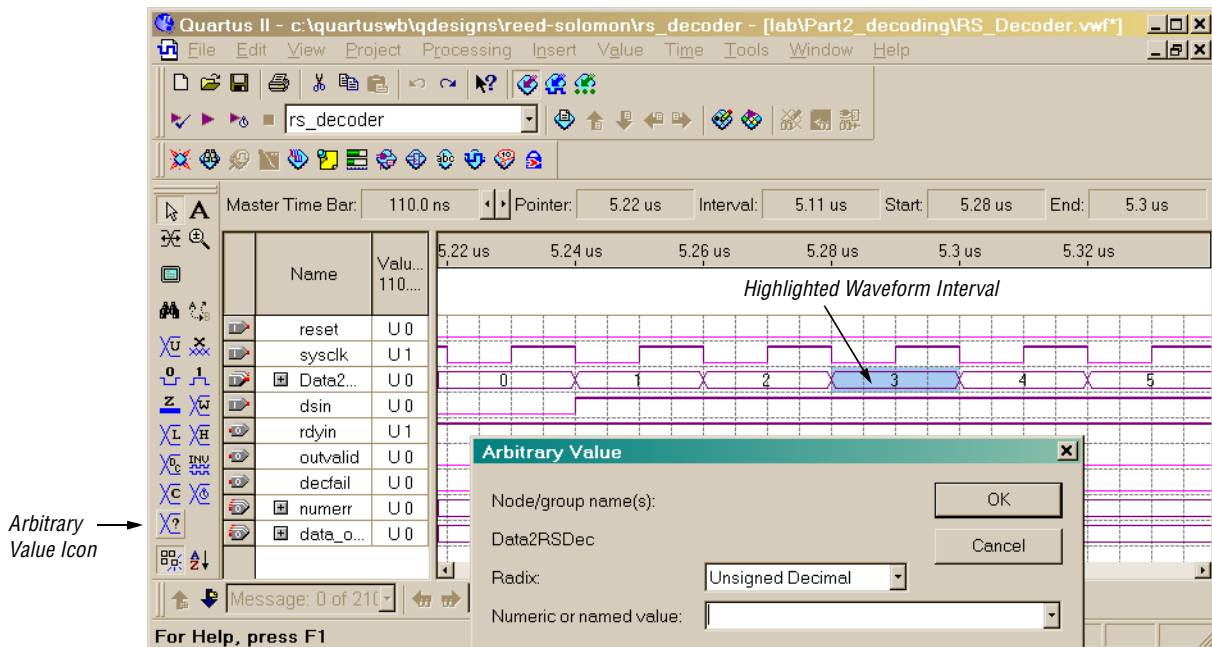 Quartus II - c:\quartuswb\qdesigns\reed-solomon\rs_decoder - [lab\Part2_decoding\RS_Decoder.vwf*]
File Edit View Project Processing Insert Value Time Tools Window Help
rs_decoder
Master Time Bar: 110.0 ns Pointer: 5.22 us Interval: 5.11 us Start: 5.28 us End: 5.3 us
Name Valu... 110....
5.22 us 5.24 us 5.26 us 5.28 us 5.3 us 5.32 us
Highlighted Waveform Interval
reset U 0
sysclk U 1
Data2... U 0 0 1 2 3 4 5
dsin U 0
rdyin U 1
outvalid U 0
decfail U 0
numerr U 0
data_o... U 0
Arbitrary Value Icon
Arbitrary Value
Node/group name(s):
OK
Data2RSDec
Cancel
Radix: Unsigned Decimal
Numeric or named value:
Message: 0 of 210
For Help, press F1